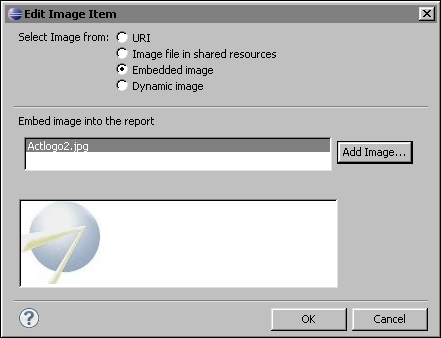 Edit Image Item
Select Image from: URI
Image file in shared resources
Embedded image
Dynamic image
Embed image into the report
Actlogo2.jpg
Add Image...
?
OK Cancel